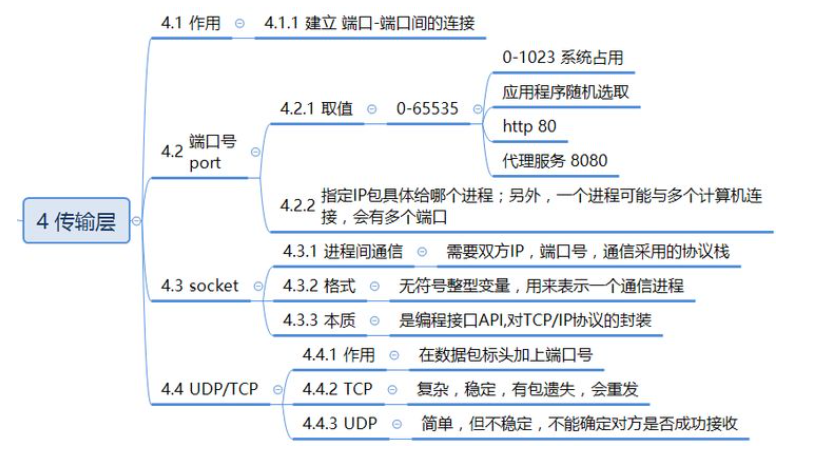 4 传输层
4.1 作用
4.1.1 建立 端口-端口间的连接
4.2 端口号
port
4.2.1 取值
0-65535
0-1023 系统占用
应用程序随机选取
http 80
代理服务 8080
4.2.2 指定IP包具体给哪个进程；另外，一个进程可能与多个计算机连
接，会有多个端口
4.3 socket
4.3.1 进程间通信
需要双方IP，端口号，通信采用的协议栈
4.3.2 格式
无符号整型变量，用来表示一个通信进程
4.3.3 本质
是编程接口API,对TCP/IP协议的封装
4.4 UDP/TCP
4.4.1 作用
在数据包标头加上端口号
4.4.2 TCP
复杂，稳定，有包遗失，会重发
4.4.3 UDP
简单，但不稳定，不能确定对方是否成功接收